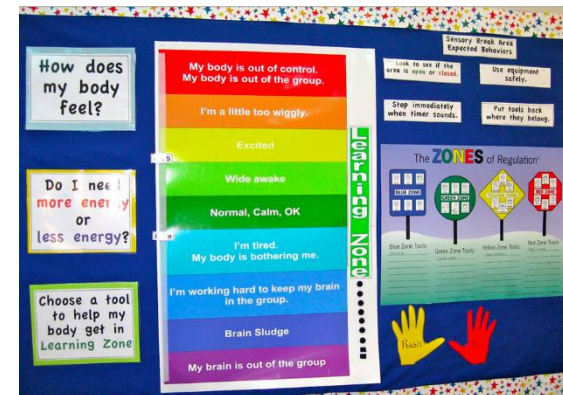 How does
my body
feel?
Do I need
more energy
or
less energy?
Choose a tool
to help my
body get in
Learning Zone
My body is out of control.
My body is out of the group.
I'm a little too wiggly.
Excited
Wide awake
Normal, Calm, OK
I'm tired.
My body is bothering me.
I'm working hard to keep my brain
in the group.
Brain Sludge
My brain is out of the group
Learning Zone
Sensory Break Area
Expected Behaviors
Look to see if the
area is open or closed.
Use equipment
safely.
Stop immediately
when timer sounds.
Put tools back
where they belong.
The ZONES of Regulation®
BLUE ZONE
GREEN ZONE
YELLOW ZONE
RED ZONE
Blue Zone Tools:
Green Zone Tools:
Yellow Zone Tools:
Red Zone Tools: